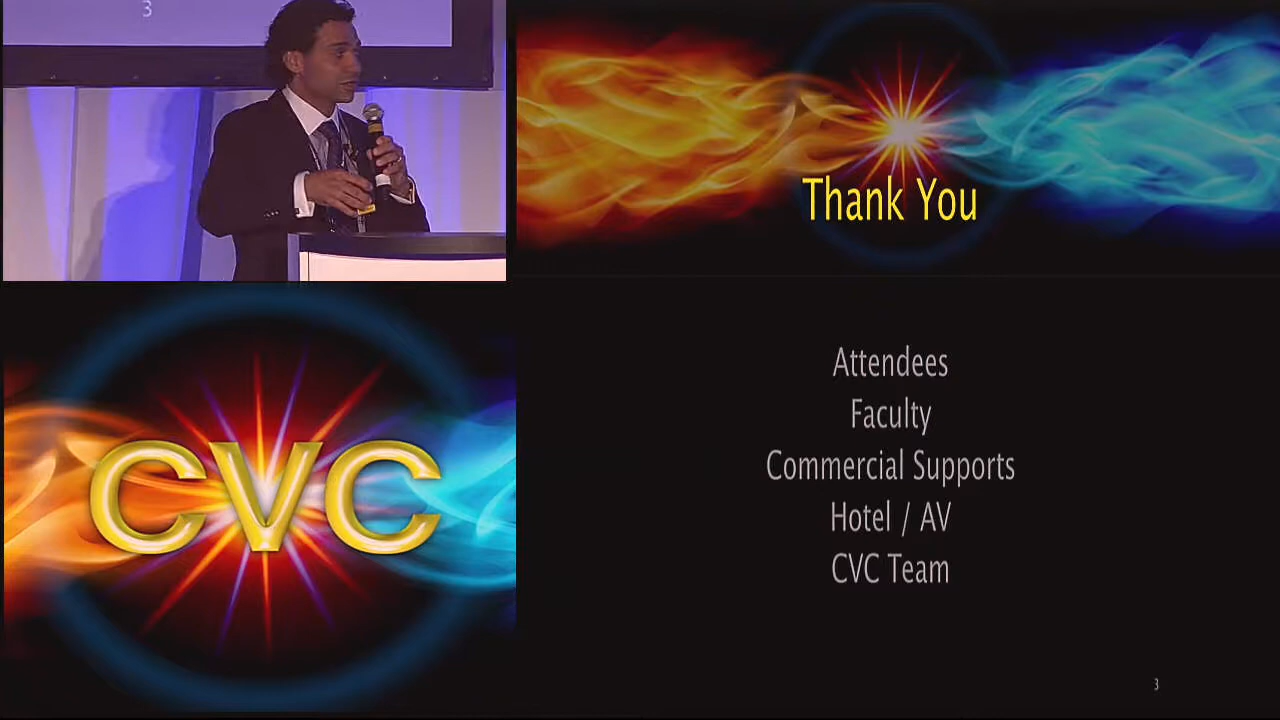 3
Thank You
CVC
Attendees
Faculty
Commercial Supports
Hotel / AV
CVC Team
3